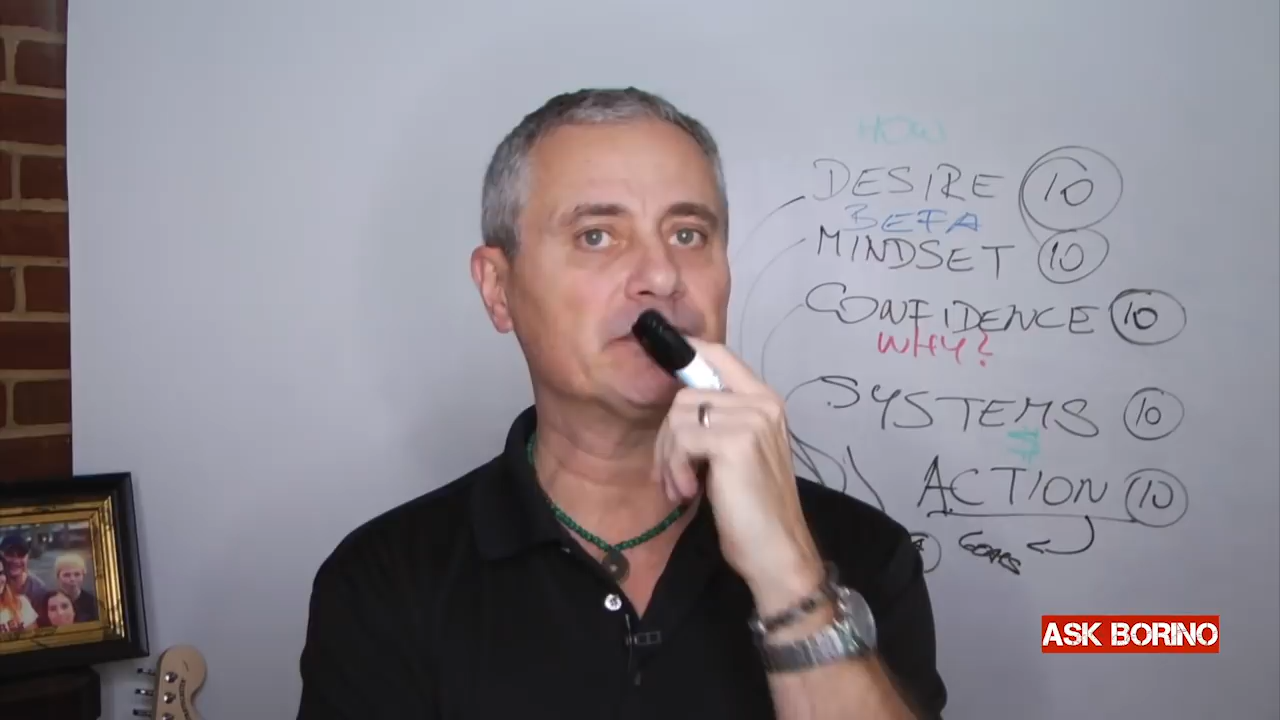 HOW
DESIRE 10
BEFA
MINDSET 10
CONFIDENCE 10
WHY?
SYSTEMS 10
$
ACTION 10
GOALS
ASK BORINO